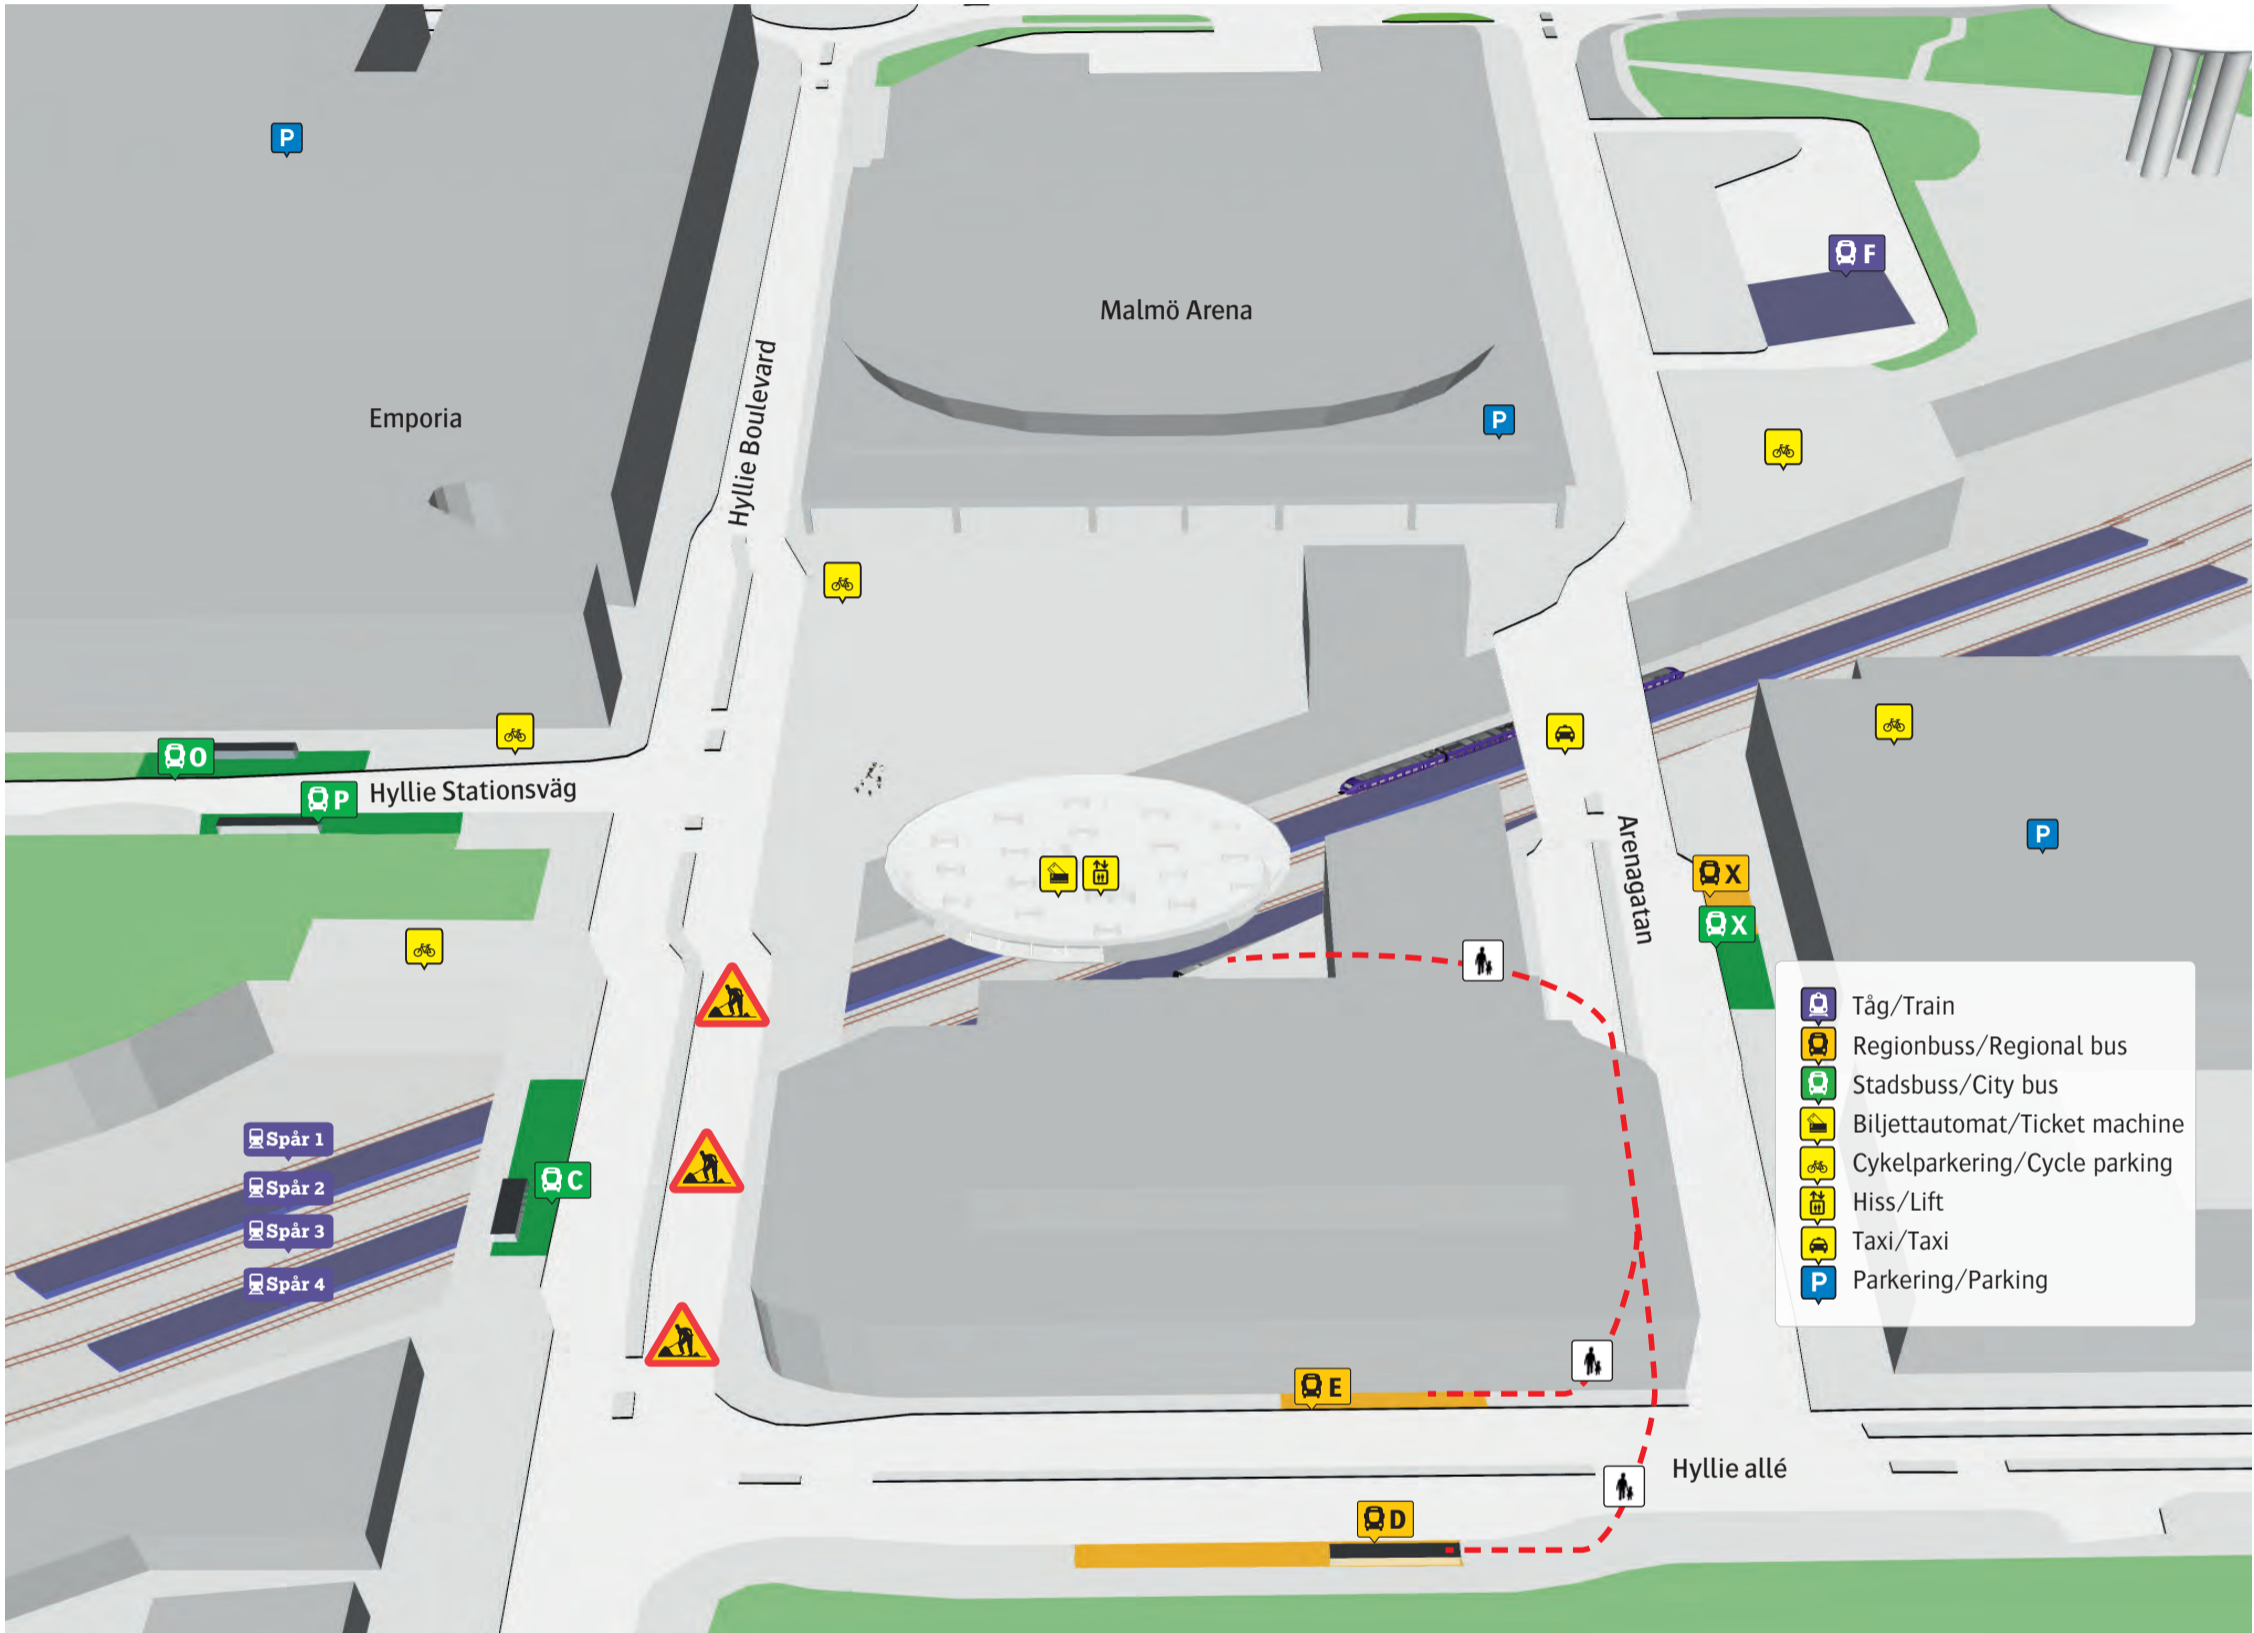 P
F
Malmö Arena
Hyllie Boulevard
Emporia
P
O
P
Hyllie Stationsväg
Arenagatan
P
X
X
Spår 1
Spår 2
Spår 3
Spår 4
C
Tåg/Train
Regionbuss/Regional bus
Stadsbuss/City bus
Biljettautomat/Ticket machine
Cykelparkering/Cycle parking
Hiss/Lift
Taxi/Taxi
P Parkering/Parking
E
Hyllie allé
D